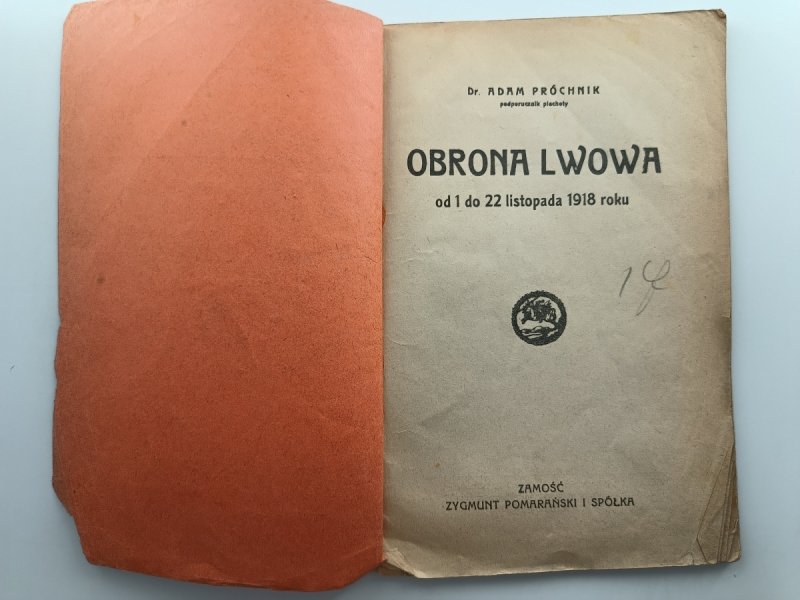 Dr. ADAM PRÓCHNIK
podporucznik piechoty
OBRONA LWOWA
od 1 do 22 listopada 1918 roku
ZAMOŚĆ
ZYGMUNT POMARAŃSKI I SPÓŁKA